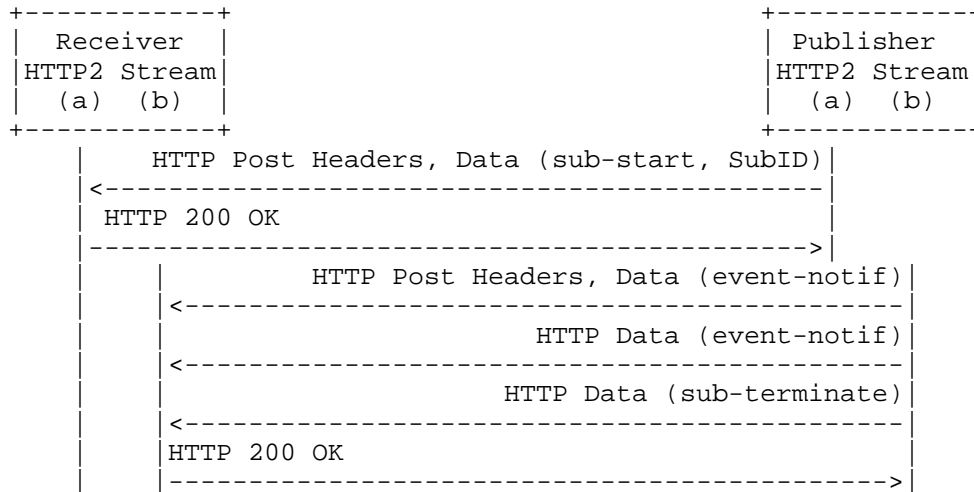 Receiver Publisher
HTTP2 Stream HTTP2 Stream
(a) (b) (a) (b)
HTTP Post Headers, Data (sub-start, SubID)
HTTP 200 OK
HTTP Post Headers, Data (event-notif)
HTTP Data (event-notif)
HTTP Data (sub-terminate)
HTTP 200 OK